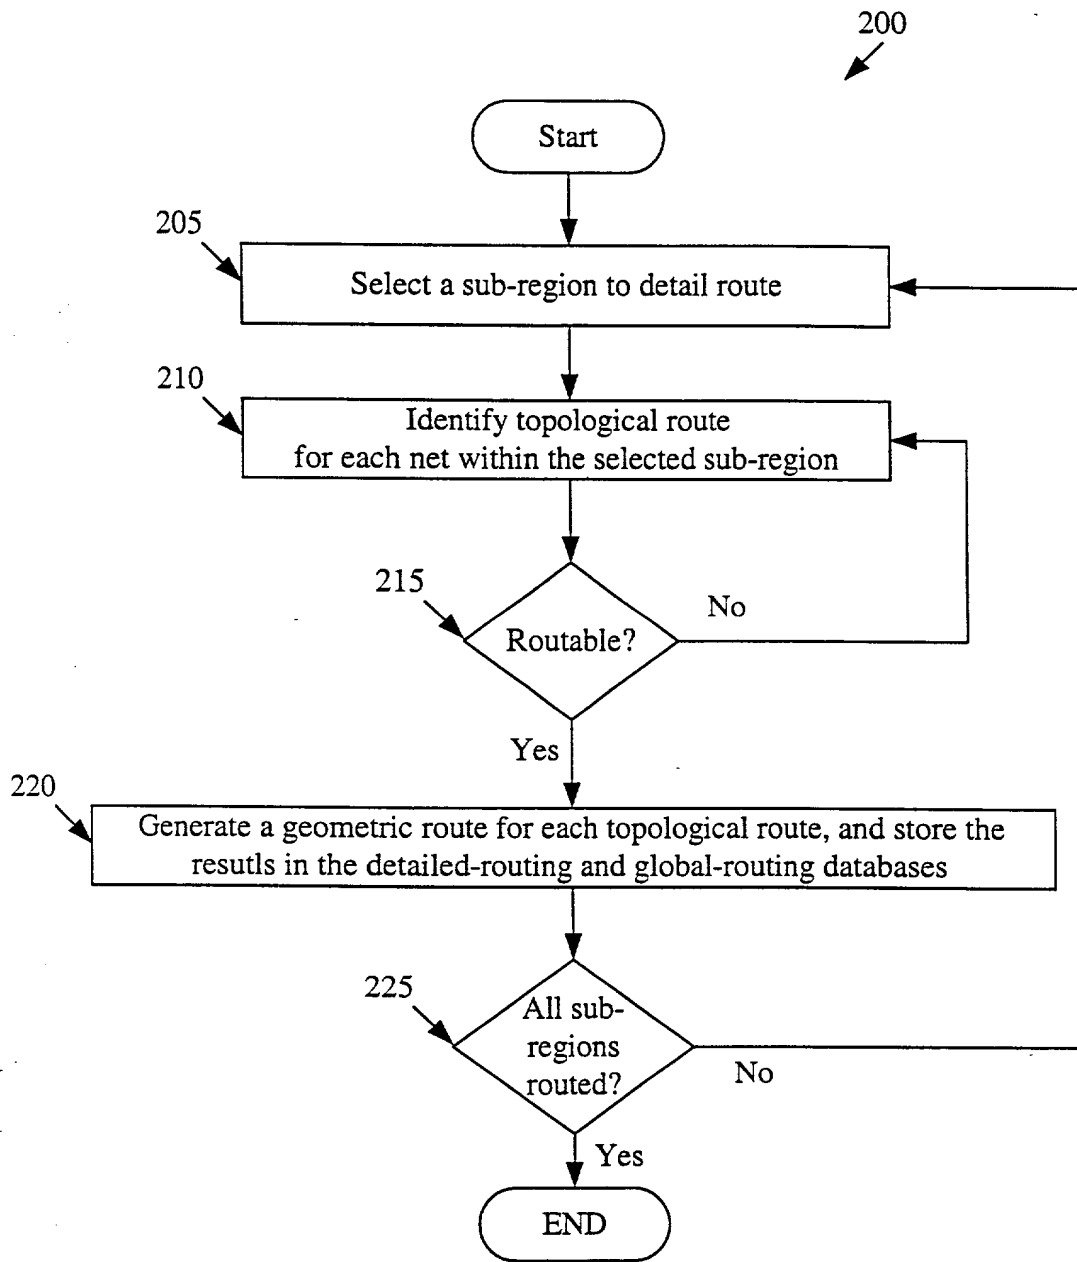 200
Start
205
Select a sub-region to detail route
210
Identify topological route
for each net within the selected sub-region
215
Routable?
No
Yes
220
Generate a geometric route for each topological route, and store the
resutls in the detailed-routing and global-routing databases
225
All sub-
regions
routed?
No
Yes
END